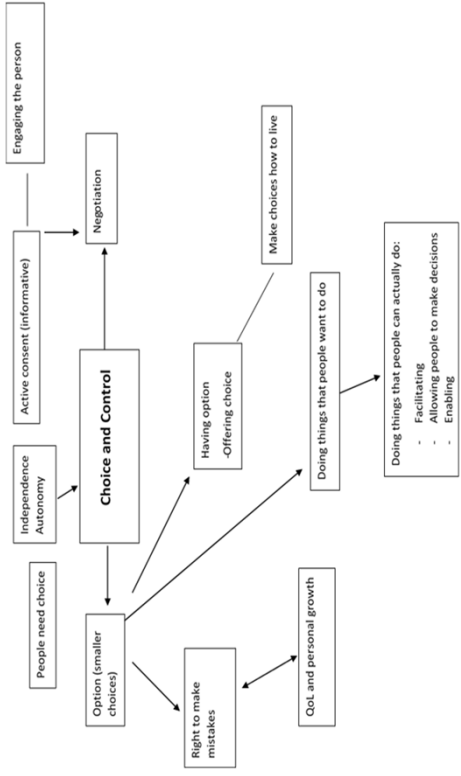 People need choice
Independence
Autonomy
Active consent (informative)
Engaging the person
Option (smaller
choices)
Choice and Control
Negotiation
Right to make
mistakes
Having option
-Offering choice
Make choices how to live
QoL and personal growth
Doing things that people want to do
Doing things that people can actually do:
- Facilitating
- Allowing people to make decisions
- Enabling